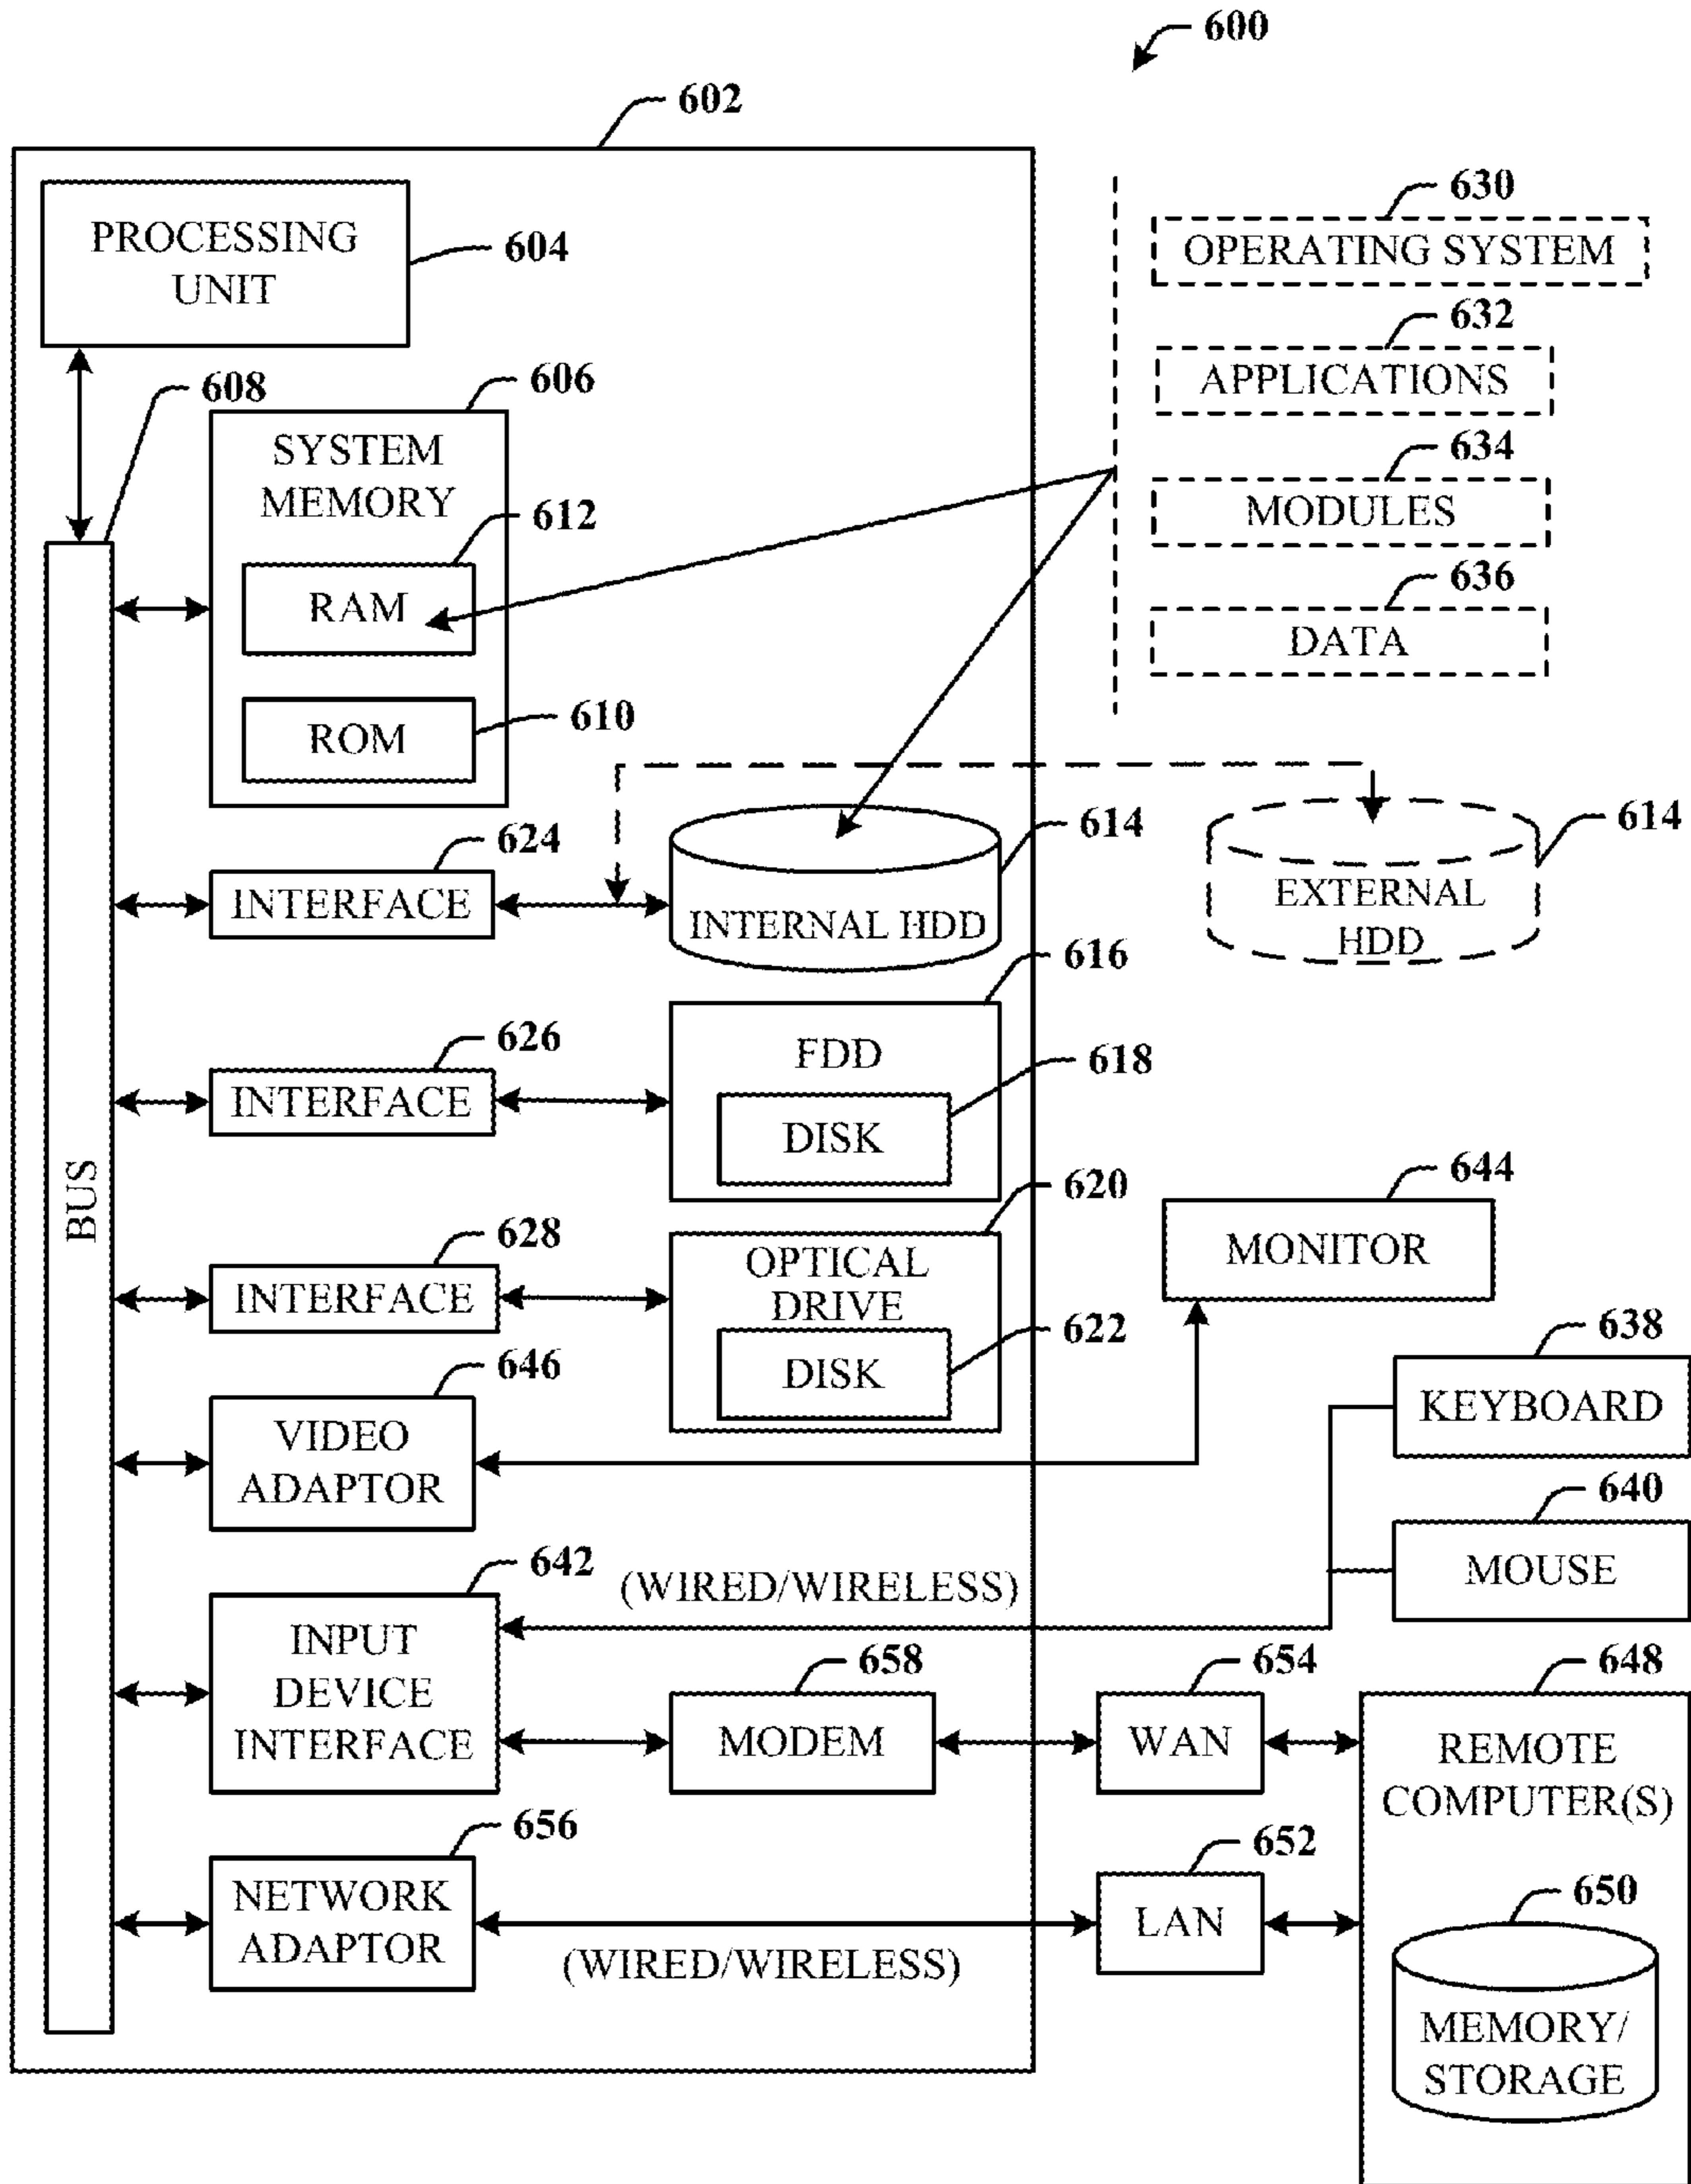 600
602
PROCESSING
UNIT
604
630
OPERATING SYSTEM
632
APPLICATIONS
634
MODULES
636
DATA
608
606
SYSTEM
MEMORY
612
RAM
610
ROM
BUS
624
INTERFACE
614
INTERNAL HDD
614
EXTERNAL
HDD
626
INTERFACE
616
FDD
618
DISK
628
INTERFACE
620
OPTICAL
DRIVE
622
DISK
644
MONITOR
646
VIDEO
ADAPTOR
638
KEYBOARD
640
MOUSE
642
INPUT
DEVICE
INTERFACE
(WIRED/WIRELESS)
658
MODEM
654
WAN
648
REMOTE
COMPUTER(S)
656
NETWORK
ADAPTOR
(WIRED/WIRELESS)
652
LAN
650
MEMORY/
STORAGE